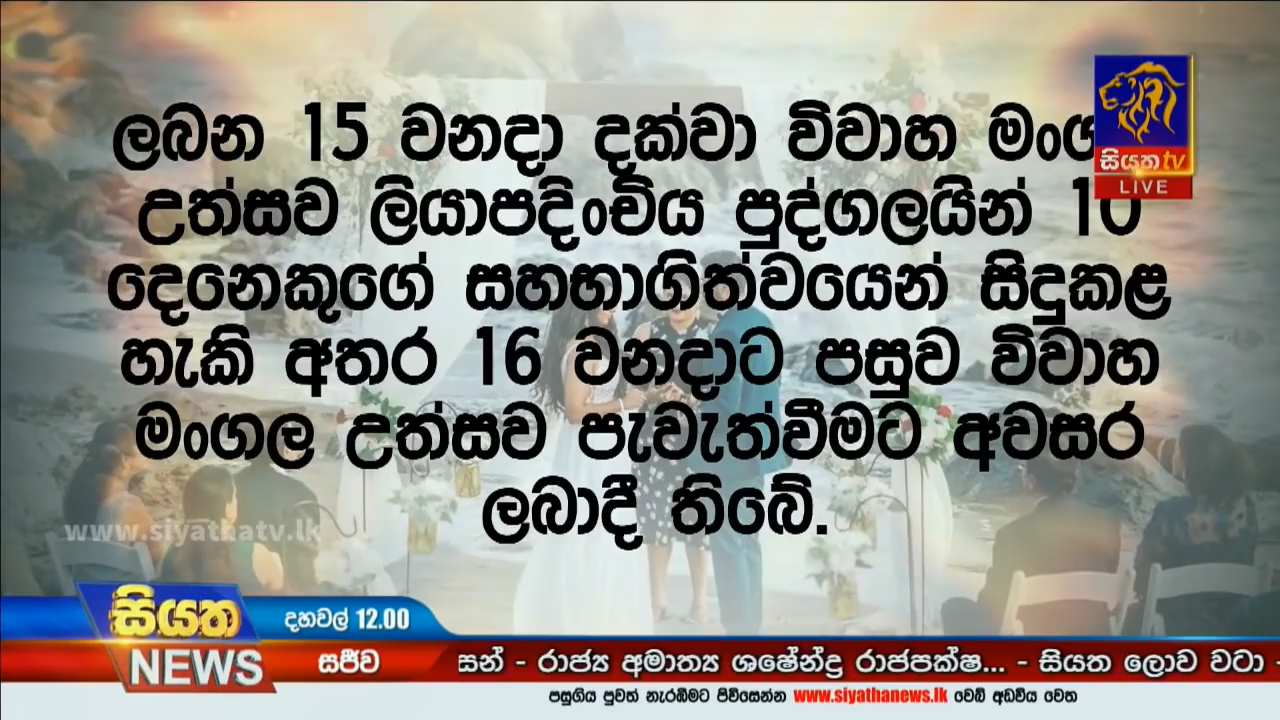 ලබන 15 වනදා දක්වා විවාහ
සියත tv
LIVE
උත්සව ලියාපදිංචිය පුද්ගලයින් 10
දෙනෙකුගේ සහභාගිත්වයෙන් සිදුකළ
හැකි අතර 16 වනදාට පසුව විවාහ
මංගල උත්සව පැවැත්වීමට අවසර
ලබාදී තිබේ.
www.siyathatv.lk
සියත
NEWS
දහවල් 12.00
සජීව
සන් - රාජ්‍ය අමාත්‍ය ශෂේන්ද්‍ර රාජපක්ෂ... - සියත ලොව වටා -
පසුගිය පුවත් නැරඹීමට පිවිසෙන්න www.siyathanews.lk වෙබ් අඩවිය වෙත